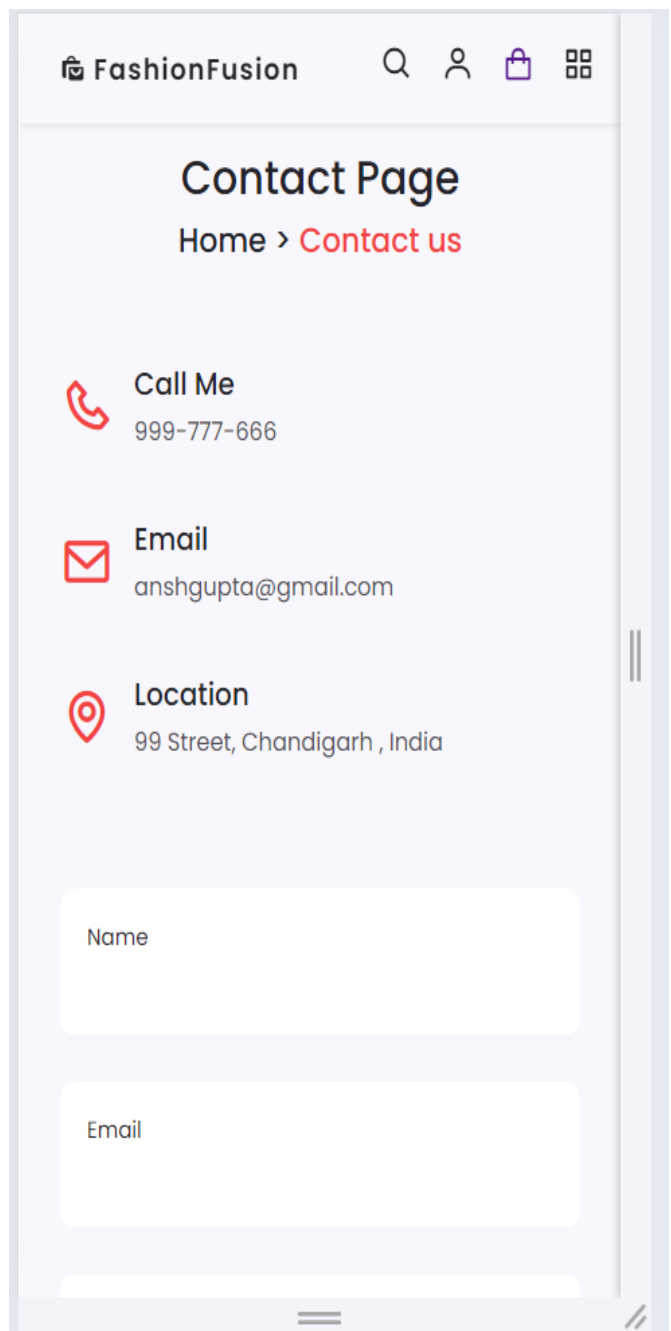 FashionFusion
Contact Page
Home > Contact us
Call Me
999-777-666
Email
anshgupta@gmail.com
Location
99 Street, Chandigarh , India
Name
Email